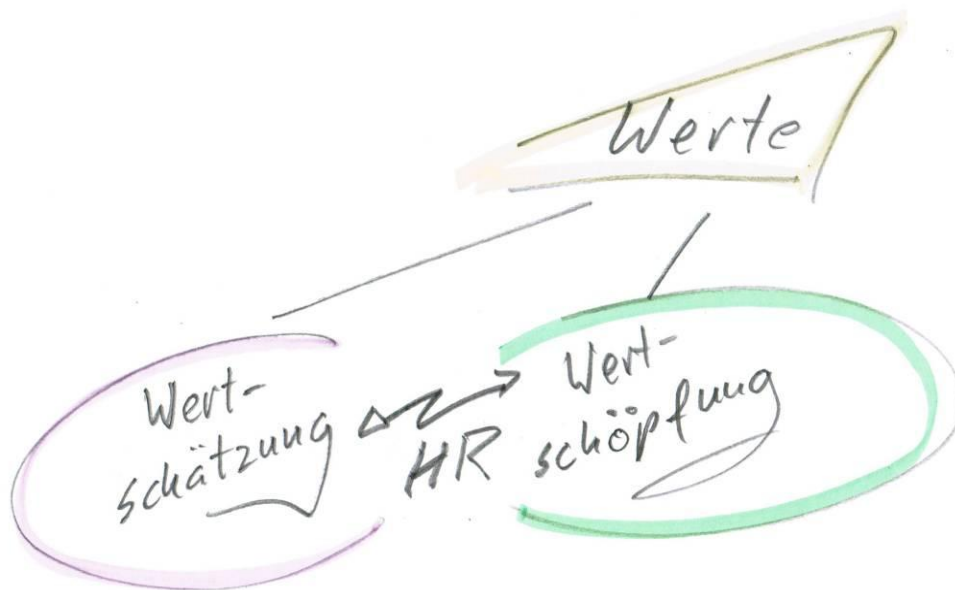 Werte
Wert-
schätzung
HR
Wert-
schöpfung